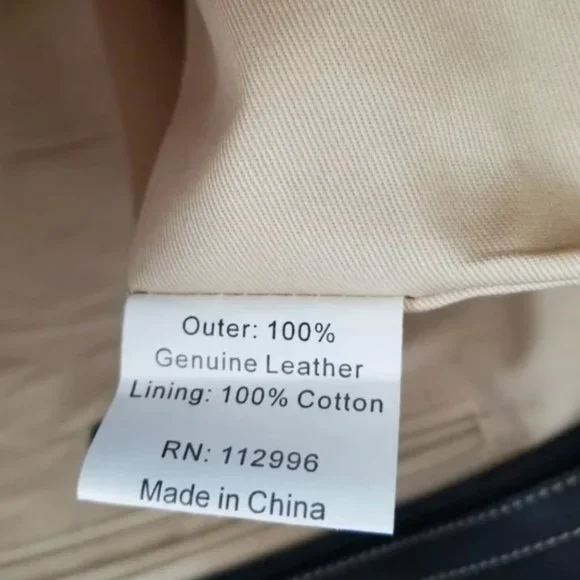 Outer: 100%
Genuine Leather
Lining: 100% Cotton
RN: 112996
Made in China